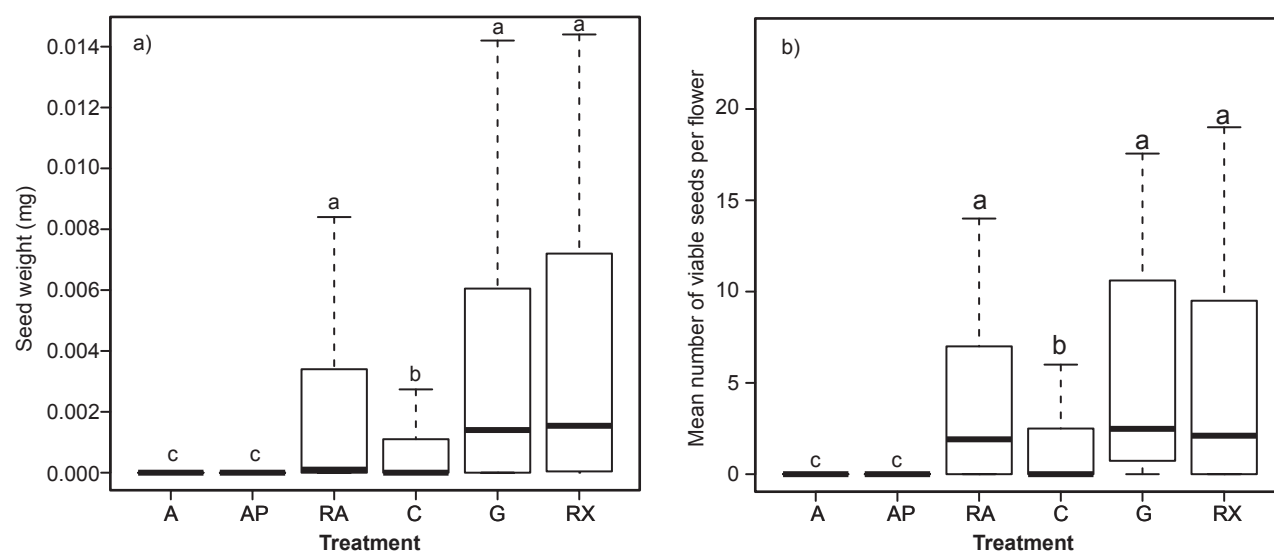 a)
Seed weight (mg)
0.014
0.012
0.010
0.008
0.006
0.004
0.002
0.000
c
c
a
b
a
a
A AP RA C G RX
Treatment
b)
Mean number of viable seeds per flower
20
15
10
5
0
c
c
a
b
a
a
A AP RA C G RX
Treatment